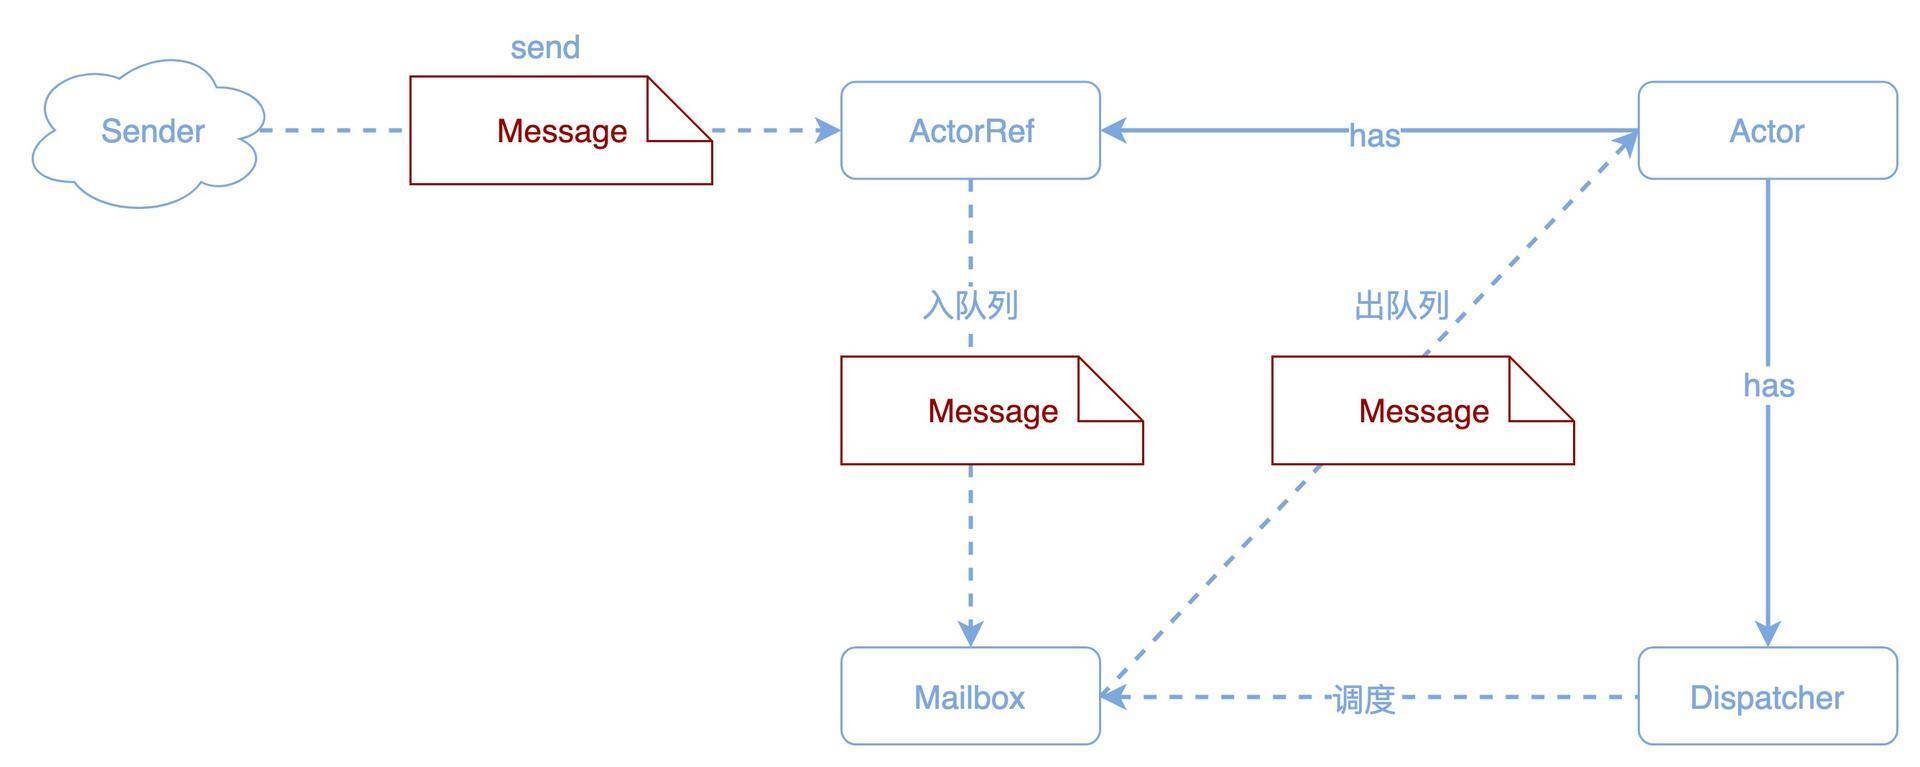 send
Sender
Message
ActorRef
has
Actor
入队列
出队列
has
Message
Message
Mailbox
调度
Dispatcher